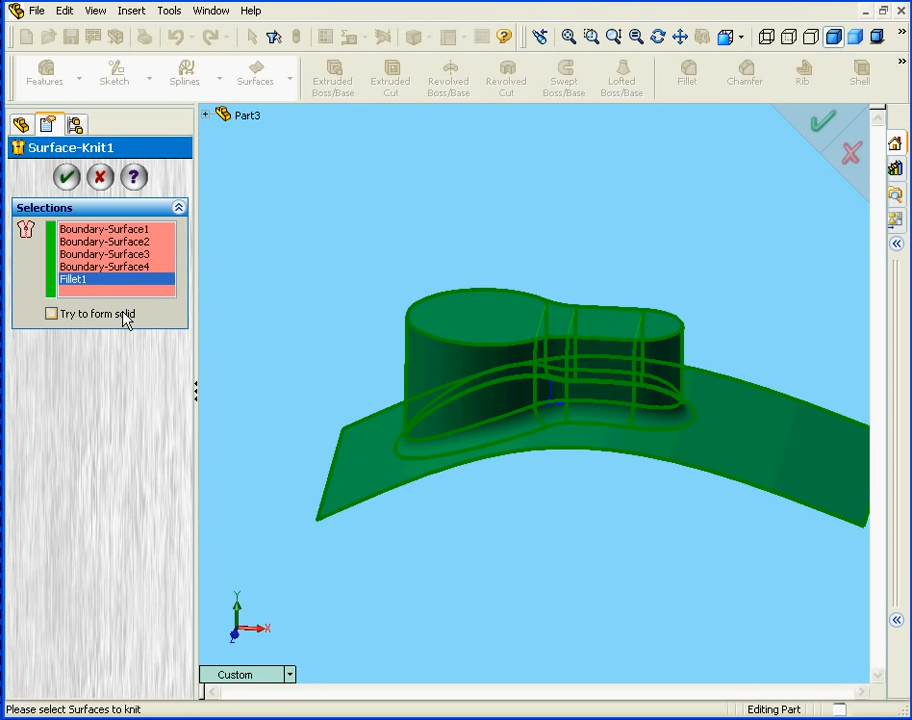 File Edit View Insert Tools Window Help
Features Sketch Splines Surfaces Extruded Boss/Base Extruded Cut Revolved Boss/Base Revolved Cut Swept Boss/Base Lofted Boss/Base Fillet Chamfer Rib Shell
Part3
Surface-Knit1
Selections
Boundary-Surface1
Boundary-Surface2
Boundary-Surface3
Boundary-Surface4
Fillet1
Try to form solid
Y
X
Z
Custom
Please select Surfaces to knit
Editing Part